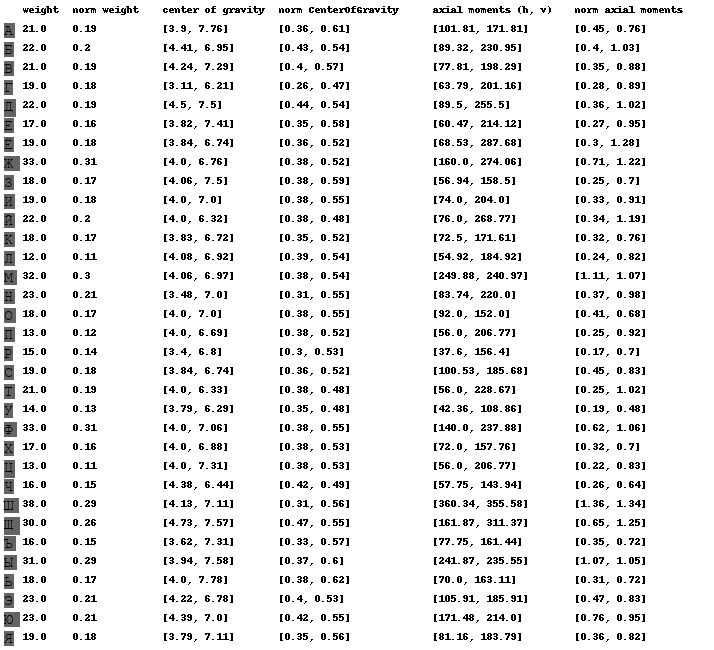 weight norm weight center of gravity norm CenterOfGravity axial moments (h, v) norm axial moments
А 21.0 0.19 [3.9, 7.76] [0.36, 0.61] [101.81, 171.81] [0.45, 0.76]
Б 22.0 0.2 [4.41, 6.95] [0.43, 0.54] [89.32, 230.95] [0.4, 1.03]
В 21.0 0.19 [4.24, 7.29] [0.4, 0.57] [77.81, 198.29] [0.35, 0.88]
Г 19.0 0.18 [3.11, 6.21] [0.26, 0.47] [63.79, 201.16] [0.28, 0.89]
Д 22.0 0.19 [4.5, 7.5] [0.44, 0.54] [89.5, 255.5] [0.36, 1.02]
Е 17.0 0.16 [3.82, 7.41] [0.35, 0.58] [60.47, 214.12] [0.27, 0.95]
Ё 19.0 0.18 [3.84, 6.74] [0.36, 0.52] [68.53, 287.68] [0.3, 1.28]
Ж 33.0 0.31 [4.0, 6.76] [0.38, 0.52] [160.0, 274.06] [0.71, 1.22]
З 18.0 0.17 [4.06, 7.5] [0.38, 0.59] [56.94, 158.5] [0.25, 0.7]
И 19.0 0.18 [4.0, 7.0] [0.38, 0.55] [74.0, 204.0] [0.33, 0.91]
Й 22.0 0.2 [4.0, 6.32] [0.38, 0.48] [76.0, 268.77] [0.34, 1.19]
К 18.0 0.17 [3.83, 6.72] [0.35, 0.52] [72.5, 171.61] [0.32, 0.76]
Л 12.0 0.11 [4.08, 6.92] [0.39, 0.54] [54.92, 184.92] [0.24, 0.82]
М 32.0 0.3 [4.06, 6.97] [0.38, 0.54] [249.88, 240.97] [1.11, 1.07]
Н 23.0 0.21 [3.48, 7.0] [0.31, 0.55] [83.74, 220.0] [0.37, 0.98]
О 18.0 0.17 [4.0, 7.0] [0.38, 0.55] [92.0, 152.0] [0.41, 0.68]
П 13.0 0.12 [4.0, 6.69] [0.38, 0.52] [56.0, 206.77] [0.25, 0.92]
Р 15.0 0.14 [3.4, 6.8] [0.3, 0.53] [37.6, 156.4] [0.17, 0.7]
С 19.0 0.18 [3.84, 6.74] [0.36, 0.52] [100.53, 185.68] [0.45, 0.83]
Т 21.0 0.19 [4.0, 6.33] [0.38, 0.48] [56.0, 228.67] [0.25, 1.02]
У 14.0 0.13 [3.79, 6.29] [0.35, 0.48] [42.36, 108.86] [0.19, 0.48]
Ф 33.0 0.31 [4.0, 7.06] [0.38, 0.55] [140.0, 237.88] [0.62, 1.06]
Х 17.0 0.16 [4.0, 6.88] [0.38, 0.53] [72.0, 157.76] [0.32, 0.7]
Ц 13.0 0.11 [4.0, 7.31] [0.38, 0.53] [56.0, 206.77] [0.22, 0.83]
Ч 16.0 0.15 [4.38, 6.44] [0.42, 0.49] [57.75, 143.94] [0.26, 0.64]
Ш 38.0 0.29 [4.13, 7.11] [0.31, 0.56] [360.34, 355.58] [1.36, 1.34]
Щ 30.0 0.26 [4.73, 7.57] [0.47, 0.55] [161.87, 311.37] [0.65, 1.25]
Ъ 16.0 0.15 [3.62, 7.31] [0.33, 0.57] [77.75, 161.44] [0.35, 0.72]
Ы 31.0 0.29 [3.94, 7.58] [0.37, 0.6] [241.87, 235.55] [1.07, 1.05]
Ь 18.0 0.17 [4.0, 7.78] [0.38, 0.62] [70.0, 163.11] [0.31, 0.72]
Э 23.0 0.21 [4.22, 6.78] [0.4, 0.53] [105.91, 185.91] [0.47, 0.83]
Ю 23.0 0.21 [4.39, 7.0] [0.42, 0.55] [171.48, 214.0] [0.76, 0.95]
Я 19.0 0.18 [3.79, 7.11] [0.35, 0.56] [81.16, 183.79] [0.36, 0.82]